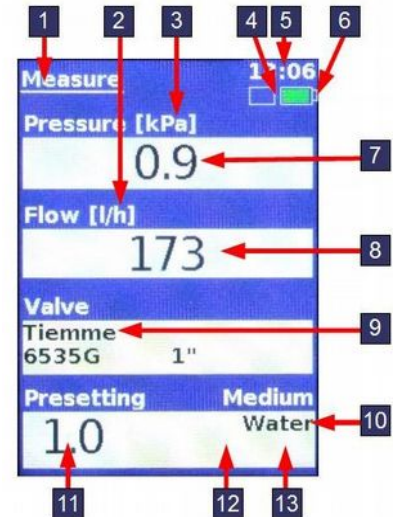 1 2 3 4 5 6
Measure
Pressure [kPa]
0.9 7
Flow [l/h]
173 8
Valve
Tiemme 9
6535G 1"
Presetting Medium
1.0 Water 10
11 12 13